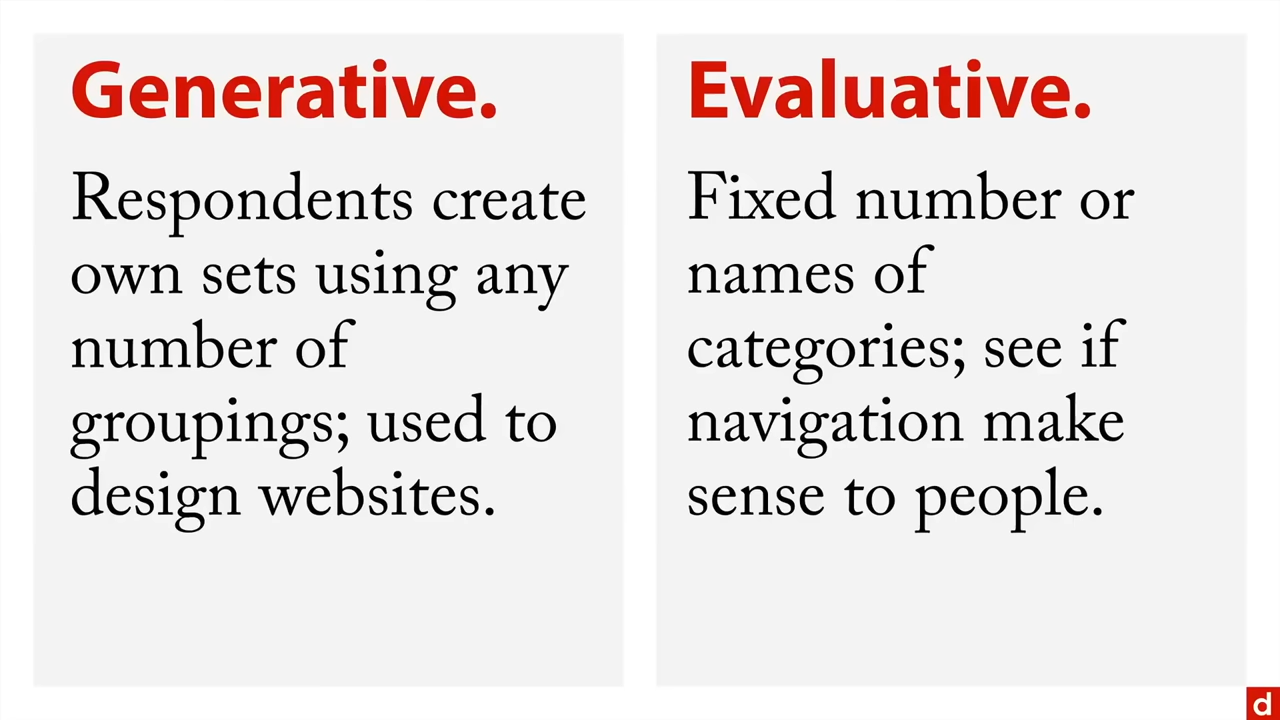 Generative.
Respondents create
own sets using any
number of
groupings; used to
design websites.
Evaluative.
Fixed number or
names of
categories; see if
navigation make
sense to people.
d